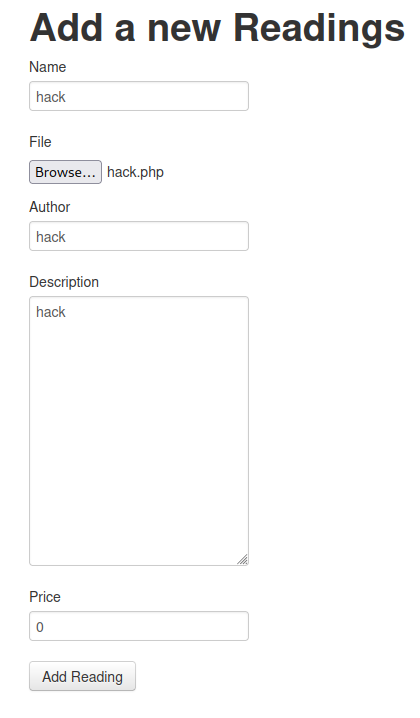 Add a new Readings
Name
hack
File
Browse… hack.php
Author
hack
Description
hack
Price
0
Add Reading